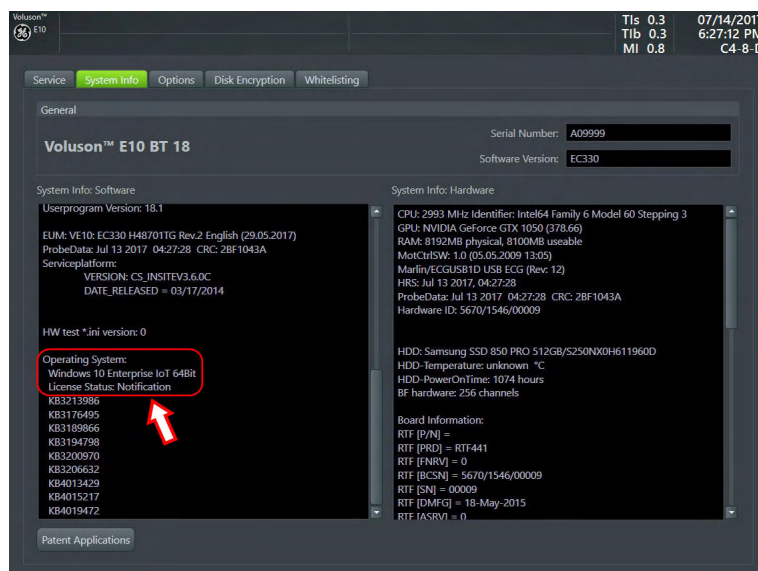 Voluson™
E10
TIs 0.3
TIb 0.3
MI 0.8
07/14/2017
6:27:12 PM
C4-8-D
Service System Info Options Disk Encryption Whitelisting
General
Voluson™ E10 BT 18
Serial Number: A09999
Software Version: EC330
System Info: Software
Userprogram Version: 18.1
EUM: VE10: EC330 H48701TG Rev.2 English (29.05.2017)
ProbeData: Jul 13 2017 04:27:28 CRC: 2BF1043A
Serviceplatform:
VERSION: CS_INSITEV3.6.0C
DATE_RELEASED = 03/17/2014
HW test *.ini version: 0
Operating System:
Windows 10 Enterprise IoT 64Bit
License Status: Notification
KB3213986
KB3176495
KB3189866
KB3194798
KB3200970
KB3206632
KB4013429
KB4015217
KB4019472
System Info: Hardware
CPU: 2993 MHz Identifier: Intel64 Family 6 Model 60 Stepping 3
GPU: NVIDIA GeForce GTX 1050 (378.66)
RAM: 8192MB physical, 8100MB useable
MotCtrlSW: 1.0 (05.05.2009 13:05)
Marlin/ECGUSB1D USB ECG (Rev: 12)
HRS: Jul 13 2017, 04:27:28
ProbeData: Jul 13 2017 04:27:28 CRC: 2BF1043A
Hardware ID: 5670/1546/00009
HDD: Samsung SSD 850 PRO 512GB/S250NX0H611960D
HDD-Temperature: unknown °C
HDD-PowerOnTime: 1074 hours
BF hardware: 256 channels
Board Information:
RTF [P/N] =
RTF [PRD] = RTF441
RTF [FNRV] = 0
RTF [BCSN] = 5670/1546/00009
RTF [SN] = 00009
RTF [DMFG] = 18-May-2015
RTF [ASRV] = 0
Patent Applications